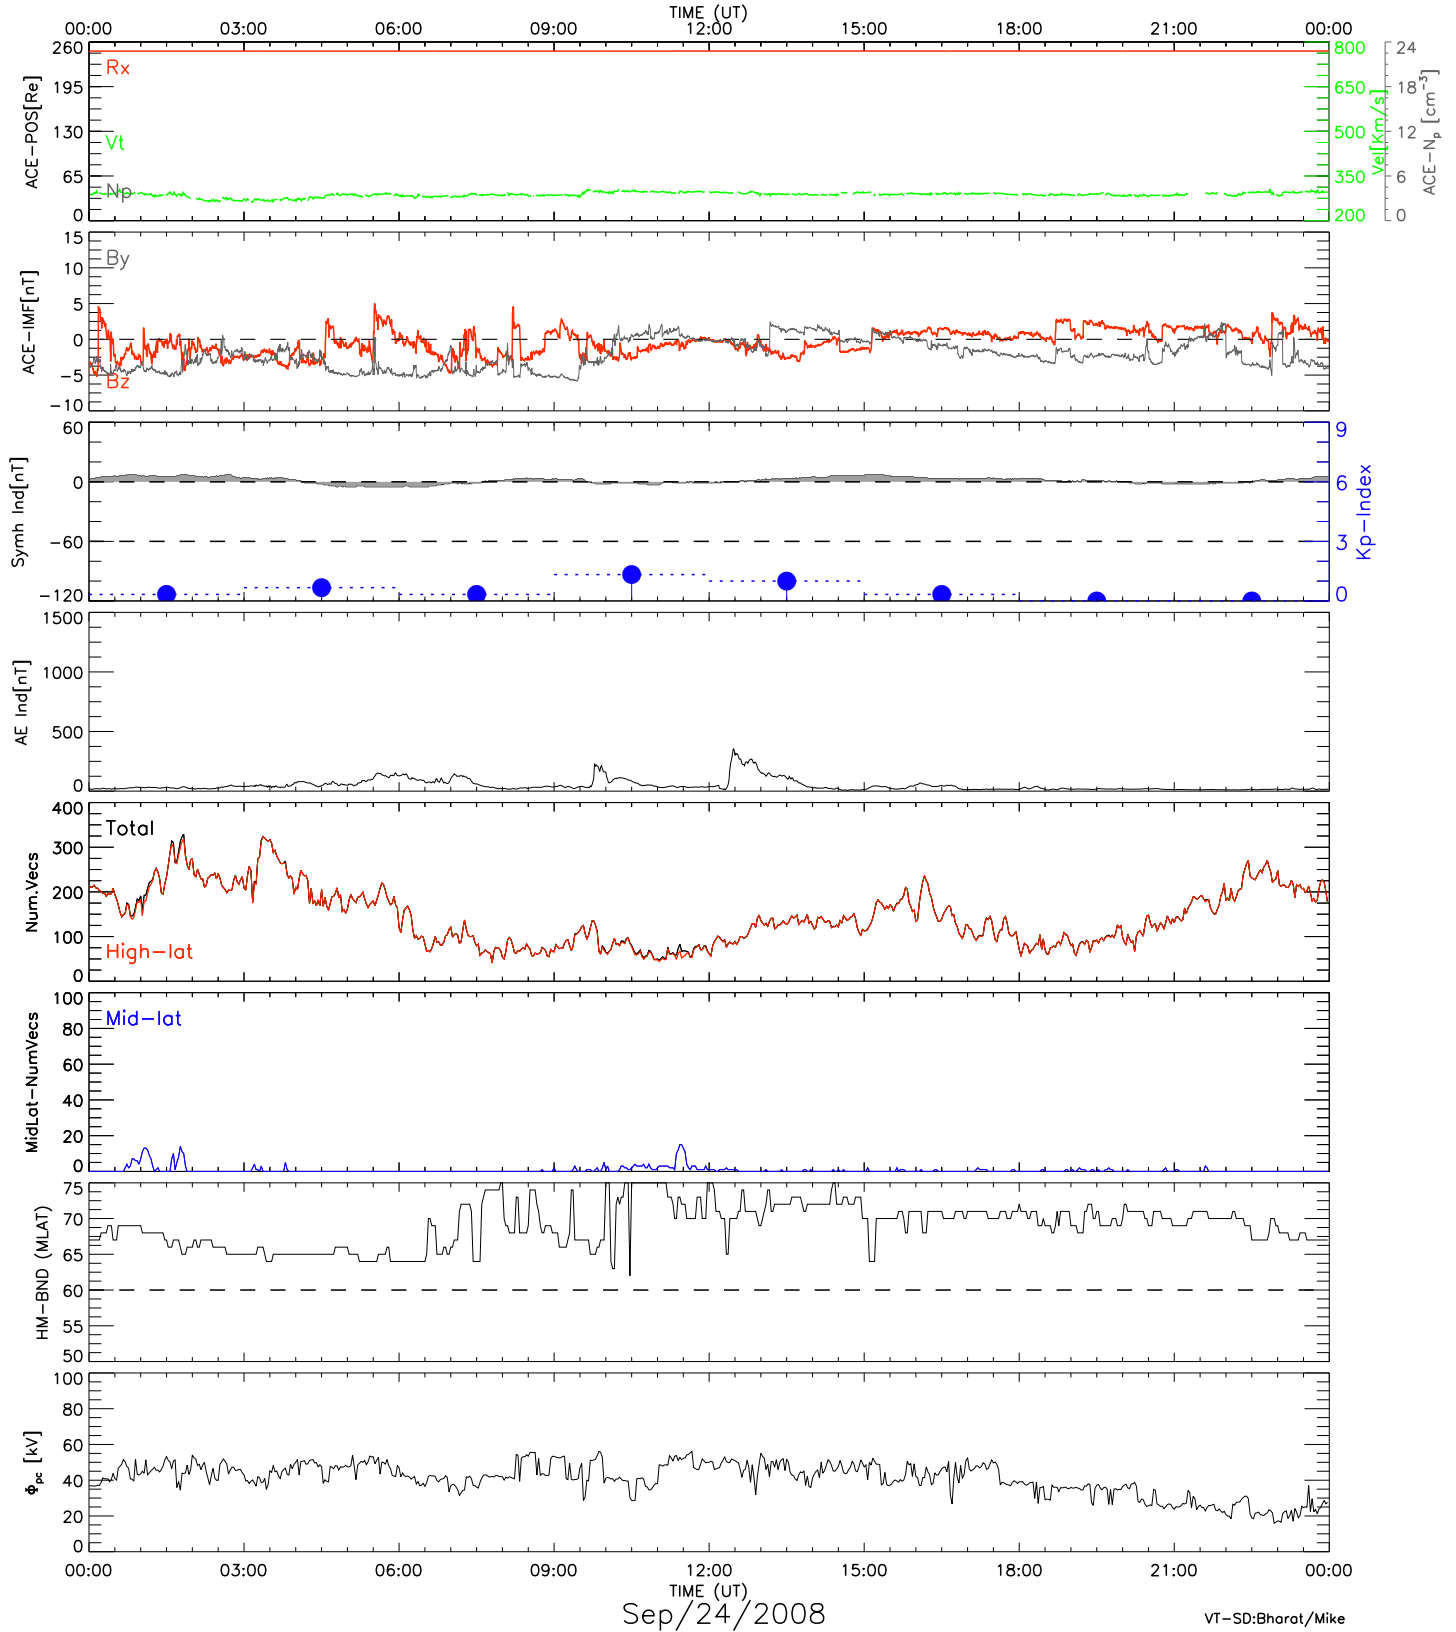 TIME (UT)
00:00 03:00 06:00 09:00 12:00 15:00 18:00 21:00 00:00
ACE-POS[Re]
260
195
130
65
0
Rx
Vt
Np
800
650
500
350
200
Vel[Km/s]
24
18
12
6
0
ACE-Np [cm⁻³]
ACE-IMF[nT]
15
10
5
0
-5
-10
By
Bz
Symh Ind[nT]
60
0
-60
-120
9
6
3
0
Kp-Index
AE Ind[nT]
1500
1000
500
0
Num.Vecs
400
300
200
100
0
Total
High-lat
MidLat-NumVecs
100
80
60
40
20
0
Mid-lat
HM-BND (MLAT)
75
70
65
60
55
50
Φpc [kV]
100
80
60
40
20
0
00:00 03:00 06:00 09:00 12:00 15:00 18:00 21:00 00:00
TIME (UT)
Sep/24/2008
VT-SD:Bharat/Mike